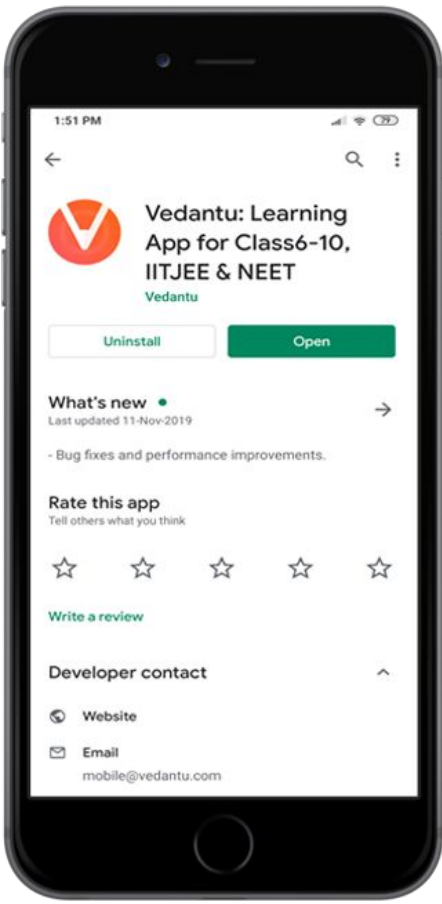 1:51 PM
79
Vedantu: Learning
App for Class6-10,
IITJEE & NEET
Vedantu
Uninstall
Open
What's new
Last updated 11-Nov-2019
- Bug fixes and performance improvements.
Rate this app
Tell others what you think
Write a review
Developer contact
Website
Email
mobile@vedantu.com